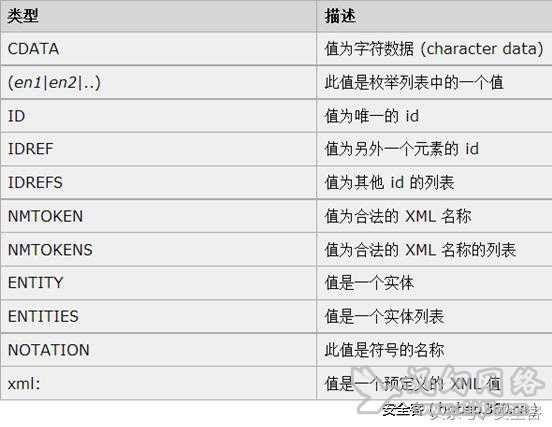 类型 描述
CDATA 值为字符数据 (character data)
(en1|en2|..) 此值是枚举列表中的一个值
ID 值为唯一的 id
IDREF 值为另外一个元素的 id
IDREFS 值为其他 id 的列表
NMTOKEN 值为合法的 XML 名称
NMTOKENS 值为合法的 XML 名称的列表
ENTITY 值是一个实体
ENTITIES 值是一个实体列表
NOTATION 此值是符号的名称
xml: 值是一个预定义的 XML 值
安全客